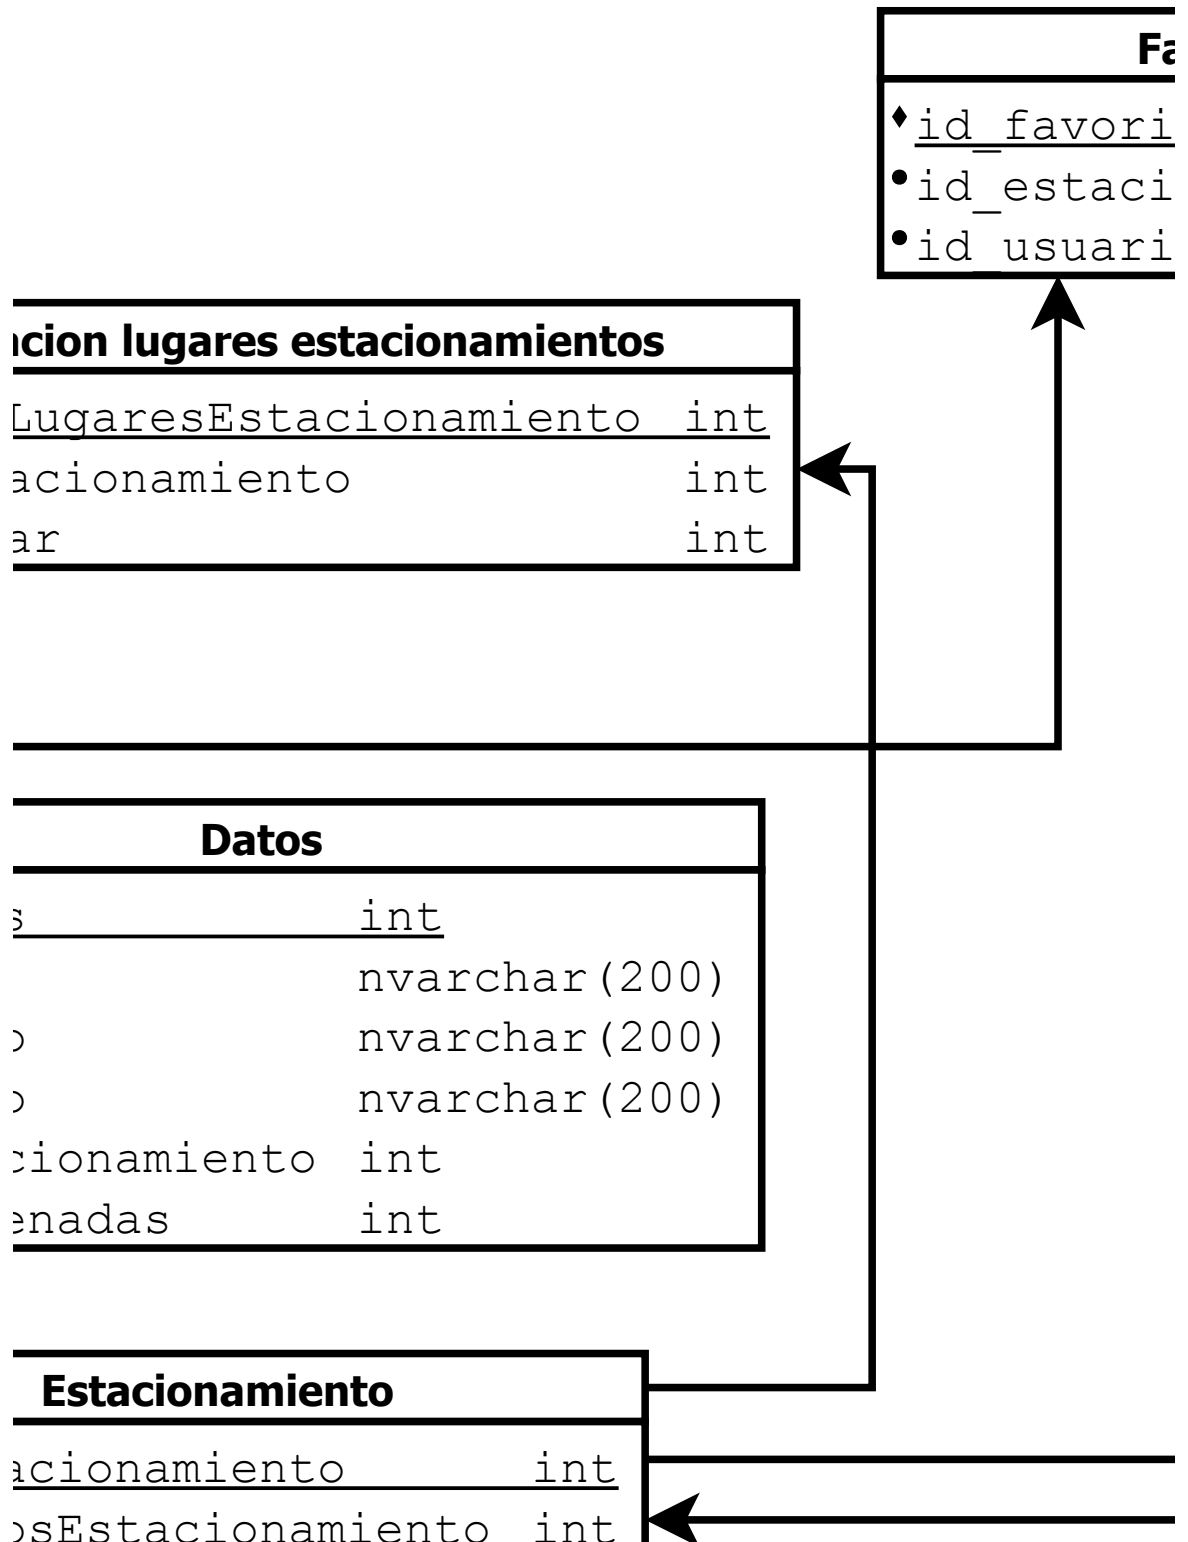 Fa
id_favori
id_estaci
id_usuari
acion lugares estacionamientos
LugaresEstacionamiento int
acionamiento int
ar int
Datos
s int
nvarchar(200)
o nvarchar(200)
o nvarchar(200)
cionamiento int
enadas int
Estacionamiento
acionamiento int
osEstacionamiento int